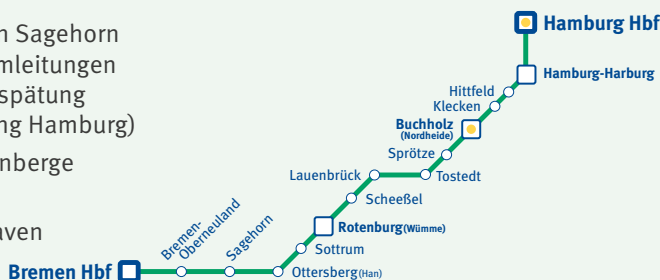 n Sagehorn
mleitungen
spätung
ng Hamburg)
nberge
aven
Hamburg Hbf
Hamburg-Harburg
Hittfeld
Klecken
Buchholz
(Nordheide)
Sprötze
Tostedt
Lauenbrück
Scheeßel
Rotenburg(Wümme)
Sottrum
Ottersberg(Han)
Sagehorn
Bremen-
Oberneuland
Bremen Hbf